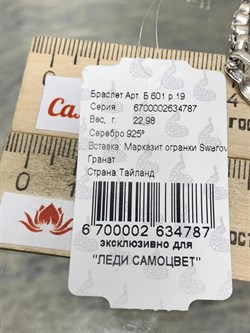 Браслет Арт. Б 601 р.19
Серия 6700002634787
Вес, г. 22,98
Серебро 925°
Вставка: Марказит огранки Swarov
Гранат
Страна:Тайланд
6 700002 634787
эксклюзивно для
"ЛЕДИ САМОЦВЕТ"